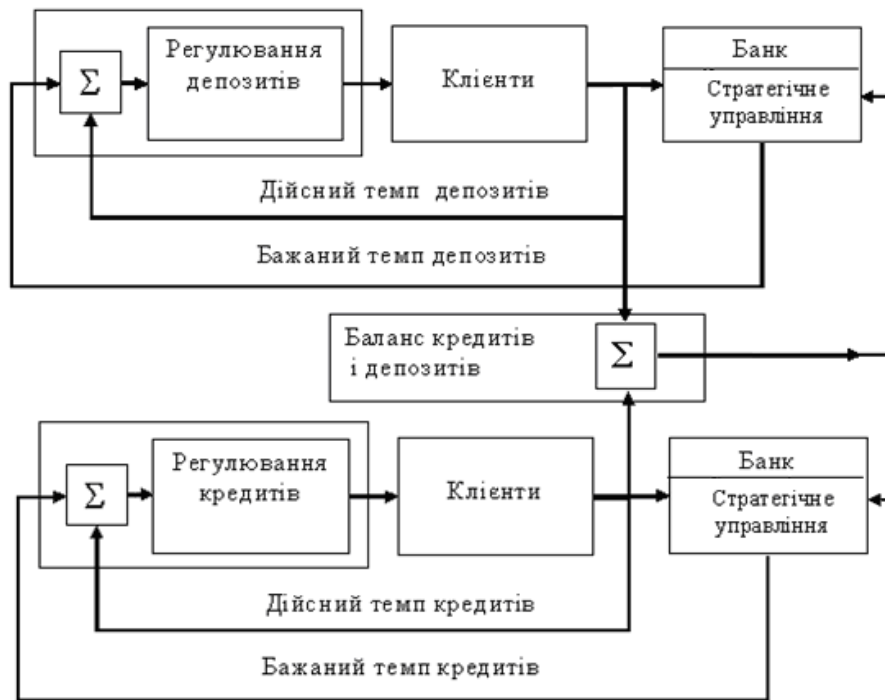 Σ
Регулювання
депозитів
Клієнти
Банк
Стратегічне
управління
Дійсний темп депозитів
Бажаний темп депозитів
Баланс кредитів
і депозитів
Σ
Σ
Регулювання
кредитів
Клієнти
Банк
Стратегічне
управління
Дійсний темп кредитів
Бажаний темп кредитів